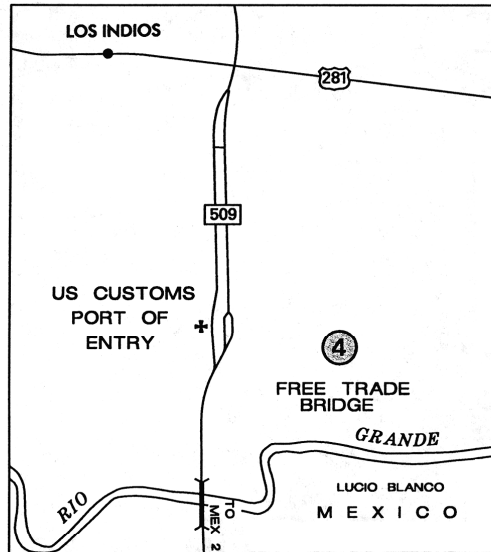 LOS INDIOS
281
509
US CUSTOMS
PORT OF
ENTRY
4
FREE TRADE
BRIDGE
RIO
GRANDE
TO
MEX 2
LUCIO BLANCO
MEXICO